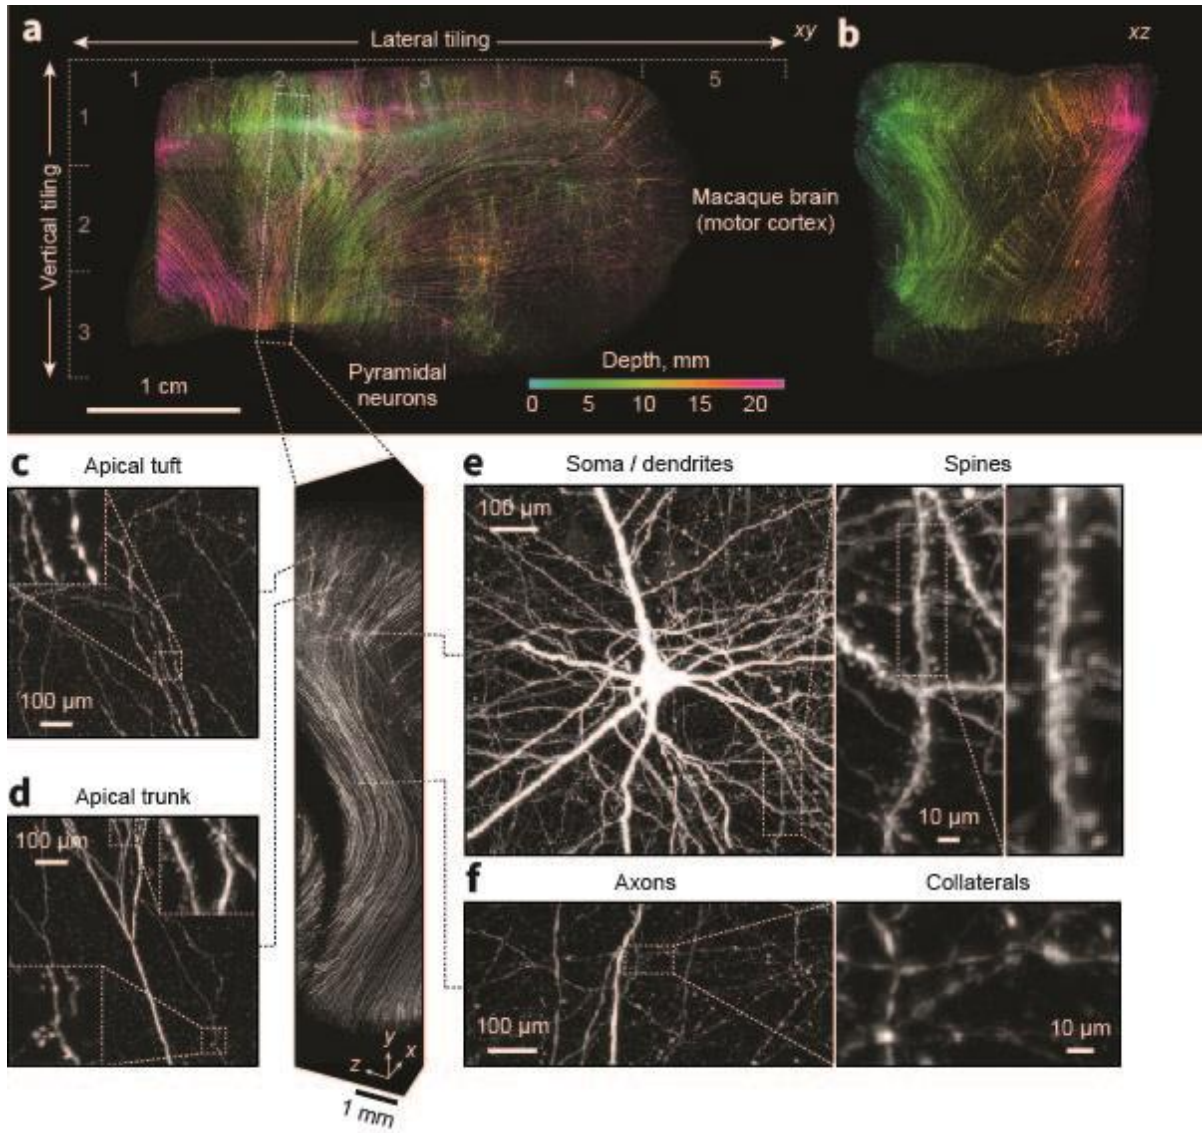 a
Lateral tiling
xy
b
xz
1 2 3 4 5
Vertical tiling
1
2
3
Macaque brain
(motor cortex)
Pyramidal
neurons
1 cm
Depth, mm
0 5 10 15 20
c
Apical tuft
100 µm
d
Apical trunk
100 µm
y
z
x
1 mm
e
Soma / dendrites
Spines
100 µm
10 µm
f
Axons
Collaterals
100 µm
10 µm